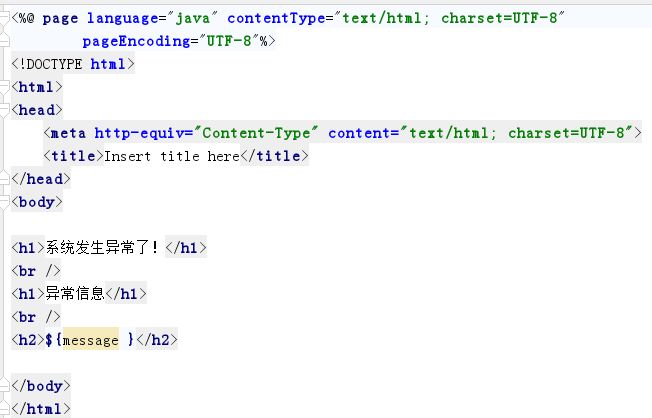 <%@ page language="java" contentType="text/html; charset=UTF-8"
         pageEncoding="UTF-8"%>
<!DOCTYPE html>
<html>
<head>
    <meta http-equiv="Content-Type" content="text/html; charset=UTF-8">
    <title>Insert title here</title>
</head>
<body>
<h1>系统发生异常了！</h1>
<br />
<h1>异常信息</h1>
<br />
<h2>${message }</h2>
</body>
</html>